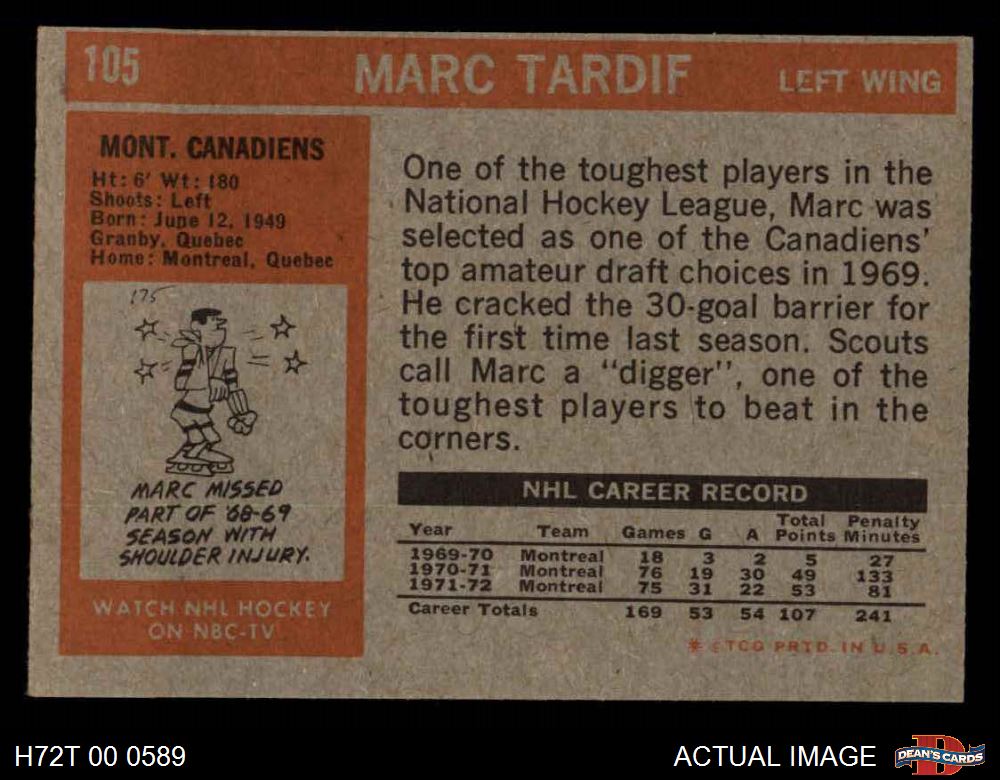 105 MARC TARDIF LEFT WING
MONT. CANADIENS
Ht: 6' Wt: 180
Shoots: Left
Born: June 12, 1949
Granby, Quebec
Home: Montreal, Quebec
175
MARC MISSED
PART OF '68-69
SEASON WITH
SHOULDER INJURY.
WATCH NHL HOCKEY
ON NBC-TV
One of the toughest players in the
National Hockey League, Marc was
selected as one of the Canadiens'
top amateur draft choices in 1969.
He cracked the 30-goal barrier for
the first time last season. Scouts
call Marc a "digger", one of the
toughest players to beat in the
corners.
NHL CAREER RECORD
Year Team Games G A Total Points Penalty Minutes
1969-70 Montreal 18 3 2 5 27
1970-71 Montreal 76 19 30 49 133
1971-72 Montreal 75 31 22 53 81
Career Totals 169 53 54 107 241
* © TCG PRTD. IN U.S.A.
H72T 00 0589 ACTUAL IMAGE DEAN'S CARDS